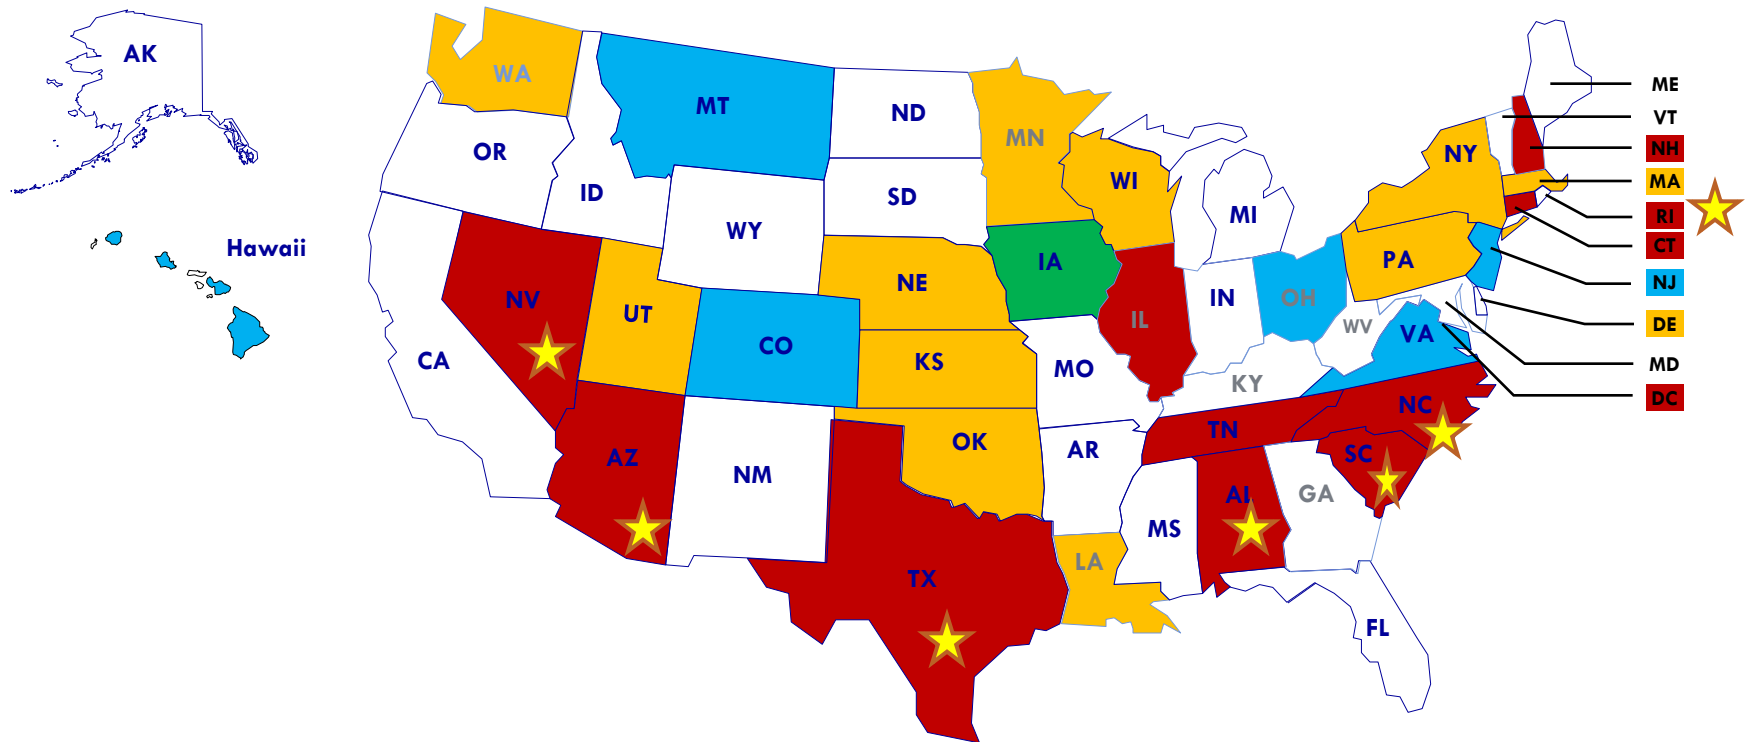 AK
WA
MT
ND
MN
ME
VT
OR
NH
NY
ID
SD
WI
MA
MI
RI
WY
Hawaii
CT
IA
PA
NJ
NV
UT
NE
IN
OH
IL
WV
DE
VA
CA
CO
KS
MO
KY
MD
DC
NC
TN
AZ
NM
OK
AR
SC
AL
GA
MS
LA
TX
FL